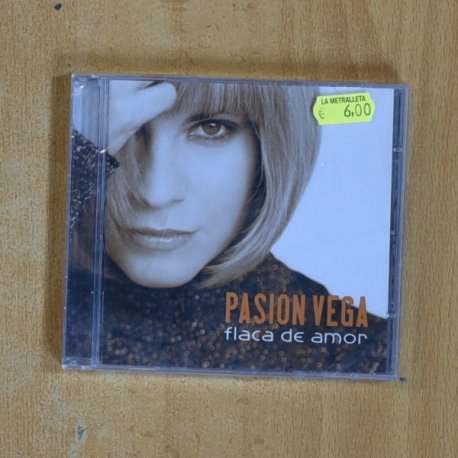 LA METRALLETA
€ 6,00
PASION VEGA
flaca de amor